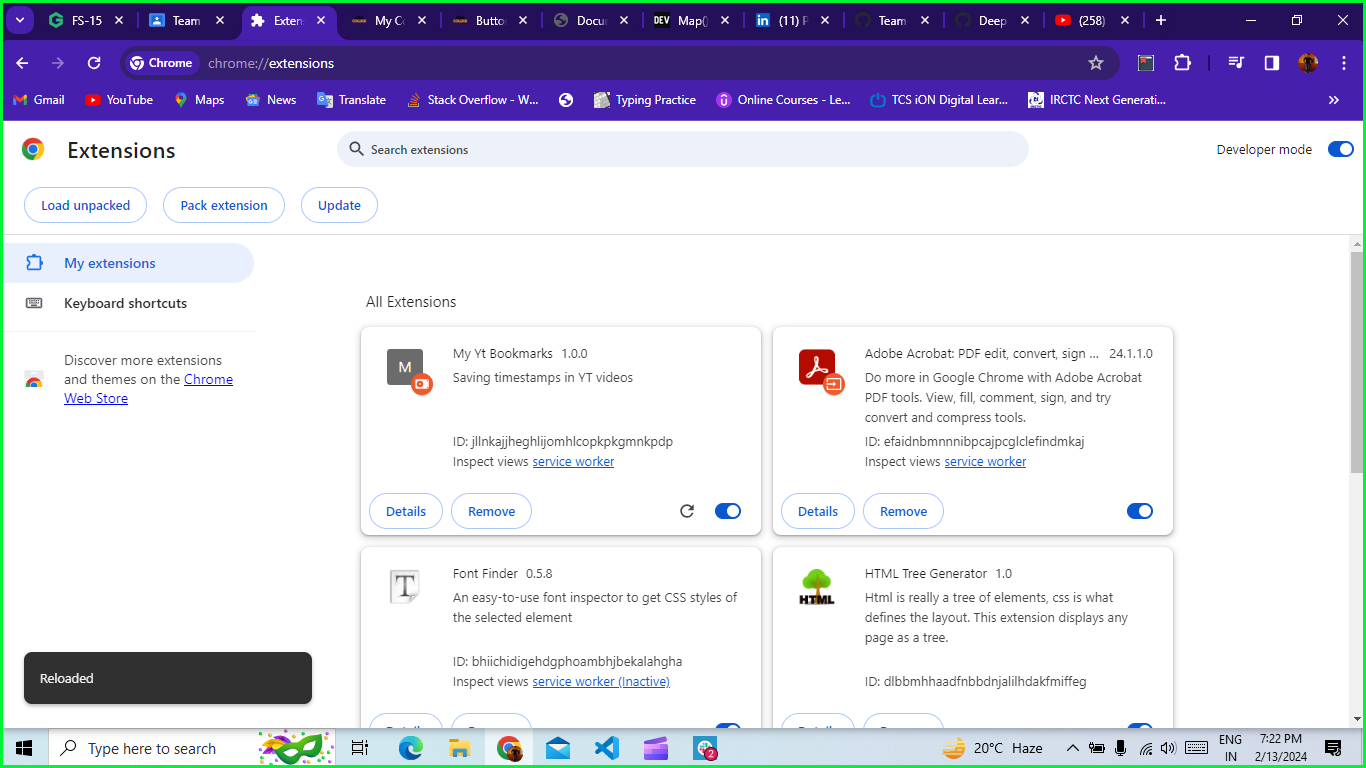 FS-15
Team
Extens
My Co
Butto
Docur
DEV
Map()
(11) P
Team
Deep
(258)
Chrome
chrome://extensions
Gmail
YouTube
Maps
News
Translate
Stack Overflow - W...
Typing Practice
Online Courses - Le...
TCS iON Digital Lear...
IRCTC Next Generati...
Extensions
Search extensions
Developer mode
Load unpacked
Pack extension
Update
My extensions
Keyboard shortcuts
Discover more extensions
and themes on the Chrome
Web Store
All Extensions
M
My Yt Bookmarks 1.0.0
Saving timestamps in YT videos
ID: jllnkajjheghlijomhlcopkpkgmnkpdp
Inspect views service worker
Details
Remove
Adobe Acrobat: PDF edit, convert, sign ... 24.1.1.0
Do more in Google Chrome with Adobe Acrobat
PDF tools. View, fill, comment, sign, and try
convert and compress tools.
ID: efaidnbmnnnibpcajpcglclefindmkaj
Inspect views service worker
Details
Remove
T
Font Finder 0.5.8
An easy-to-use font inspector to get CSS styles of
the selected element
ID: bhiichidigehdgphoambhjbekalahgha
Inspect views service worker (Inactive)
HTML
HTML Tree Generator 1.0
Html is really a tree of elements, css is what
defines the layout. This extension displays any
page as a tree.
ID: dlbbmhhaadfnbbdnjalilhdakfmiffeg
Reloaded
Type here to search
2
20°C Haze
ENG
IN
7:22 PM
2/13/2024